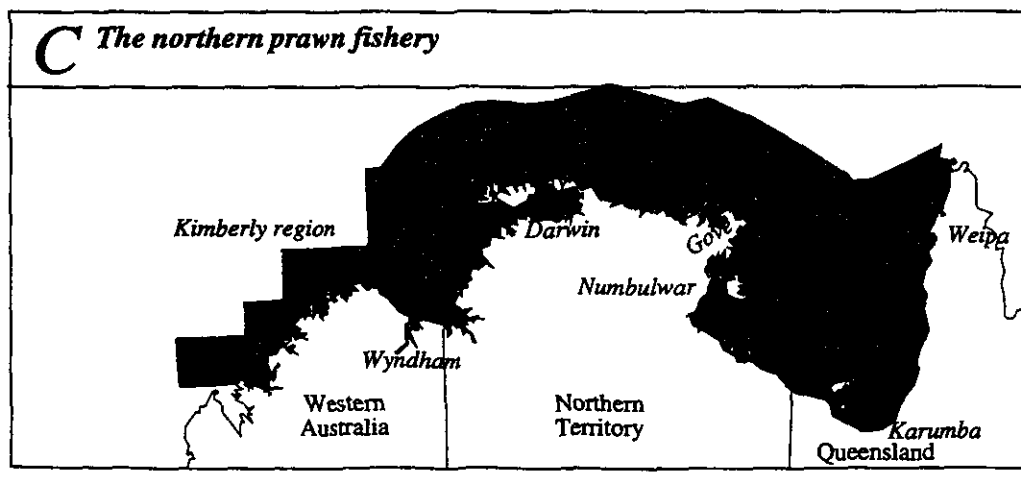 C The northern prawn fishery
Kimberly region
Darwin
Gove
Weipa
Numbulwar
Wyndham
Western
Australia
Northern
Territory
Karumba
Queensland